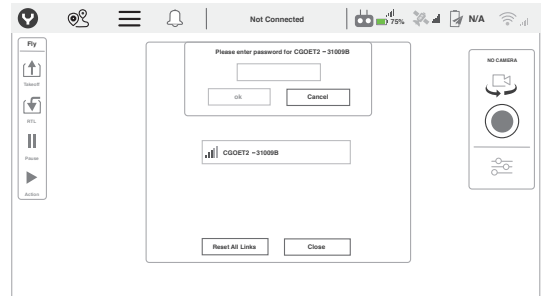 Not Connected
75%
N/A
Fly
Takeoff
RTL
Pause
Action
Please enter password for CGOET2 – 31009B
ok
Cancel
CGOET2 –31009B
Reset All Links
Close
NO CAMERA